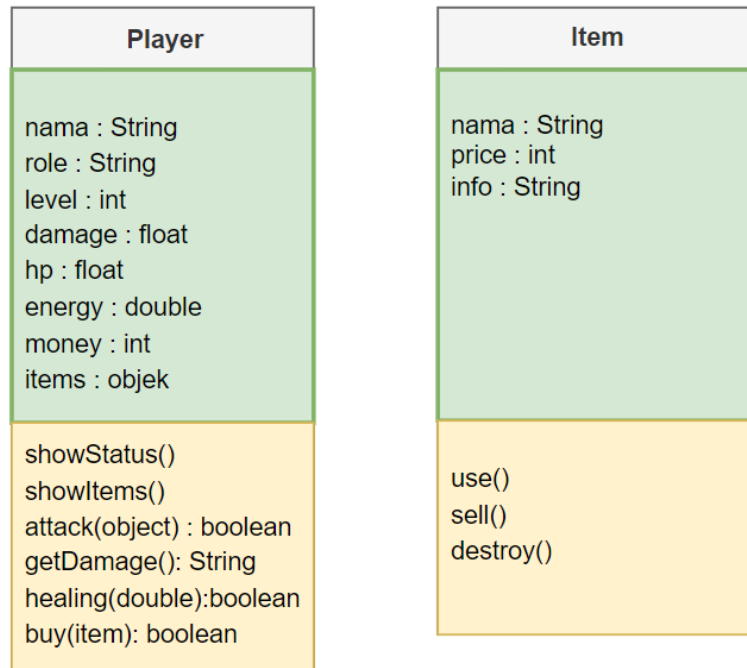 Player
nama : String
role : String
level : int
damage : float
hp : float
energy : double
money : int
items : objek
showStatus()
showItems()
attack(object) : boolean
getDamage(): String
healing(double):boolean
buy(item): boolean
Item
nama : String
price : int
info : String
use()
sell()
destroy()